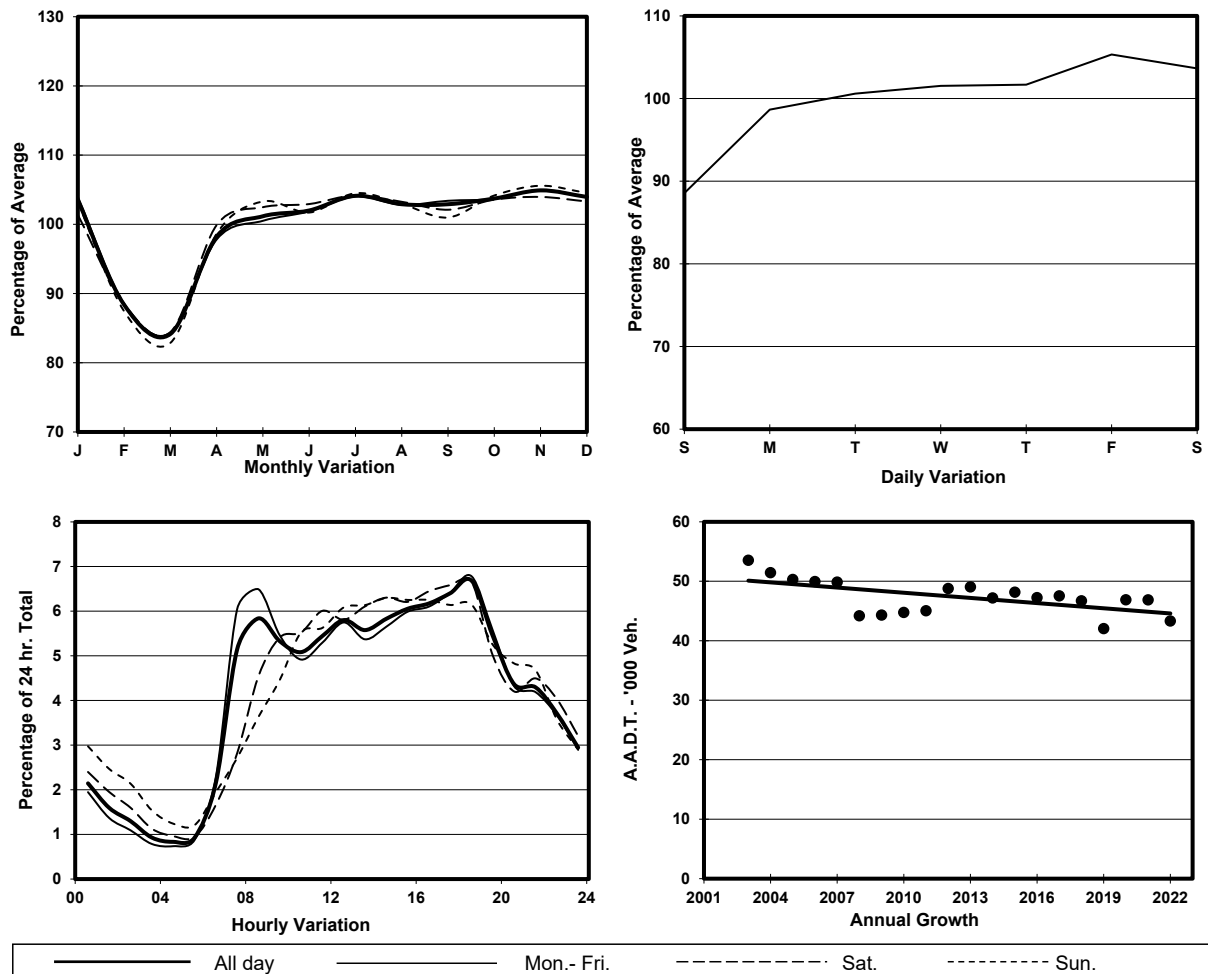 130
120
110
100
90
80
70
Percentage of Average
J F M A M J J A S O N D
Monthly Variation
110
100
90
80
70
60
Percentage of Average
S M T W T F S
Daily Variation
8
7
6
5
4
3
2
1
0
Percentage of 24 hr. Total
00 04 08 12 16 20 24
Hourly Variation
60
50
40
30
20
10
0
A.A.D.T. - '000 Veh.
2001 2004 2007 2010 2013 2016 2019 2022
Annual Growth
All day Mon.- Fri. Sat. Sun.